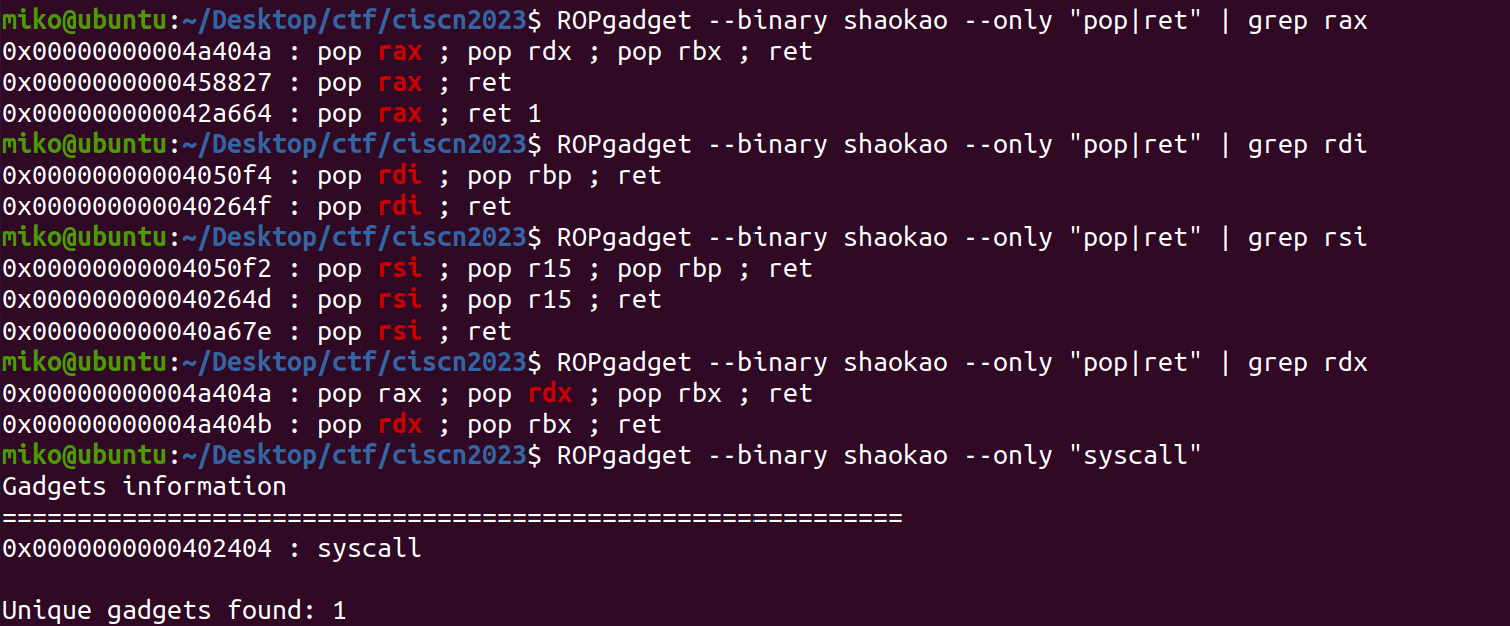 miko@ubuntu:~/Desktop/ctf/ciscn2023$ ROPgadget --binary shaokao --only "pop|ret" | grep rax
0x00000000004a404a : pop rax ; pop rdx ; pop rbx ; ret
0x0000000000458827 : pop rax ; ret
0x000000000042a664 : pop rax ; ret 1
miko@ubuntu:~/Desktop/ctf/ciscn2023$ ROPgadget --binary shaokao --only "pop|ret" | grep rdi
0x00000000004050f4 : pop rdi ; pop rbp ; ret
0x000000000040264f : pop rdi ; ret
miko@ubuntu:~/Desktop/ctf/ciscn2023$ ROPgadget --binary shaokao --only "pop|ret" | grep rsi
0x00000000004050f2 : pop rsi ; pop r15 ; pop rbp ; ret
0x000000000040264d : pop rsi ; pop r15 ; ret
0x000000000040a67e : pop rsi ; ret
miko@ubuntu:~/Desktop/ctf/ciscn2023$ ROPgadget --binary shaokao --only "pop|ret" | grep rdx
0x00000000004a404a : pop rax ; pop rdx ; pop rbx ; ret
0x00000000004a404b : pop rdx ; pop rbx ; ret
miko@ubuntu:~/Desktop/ctf/ciscn2023$ ROPgadget --binary shaokao --only "syscall"
Gadgets information
============================================================
0x0000000000402404 : syscall
Unique gadgets found: 1